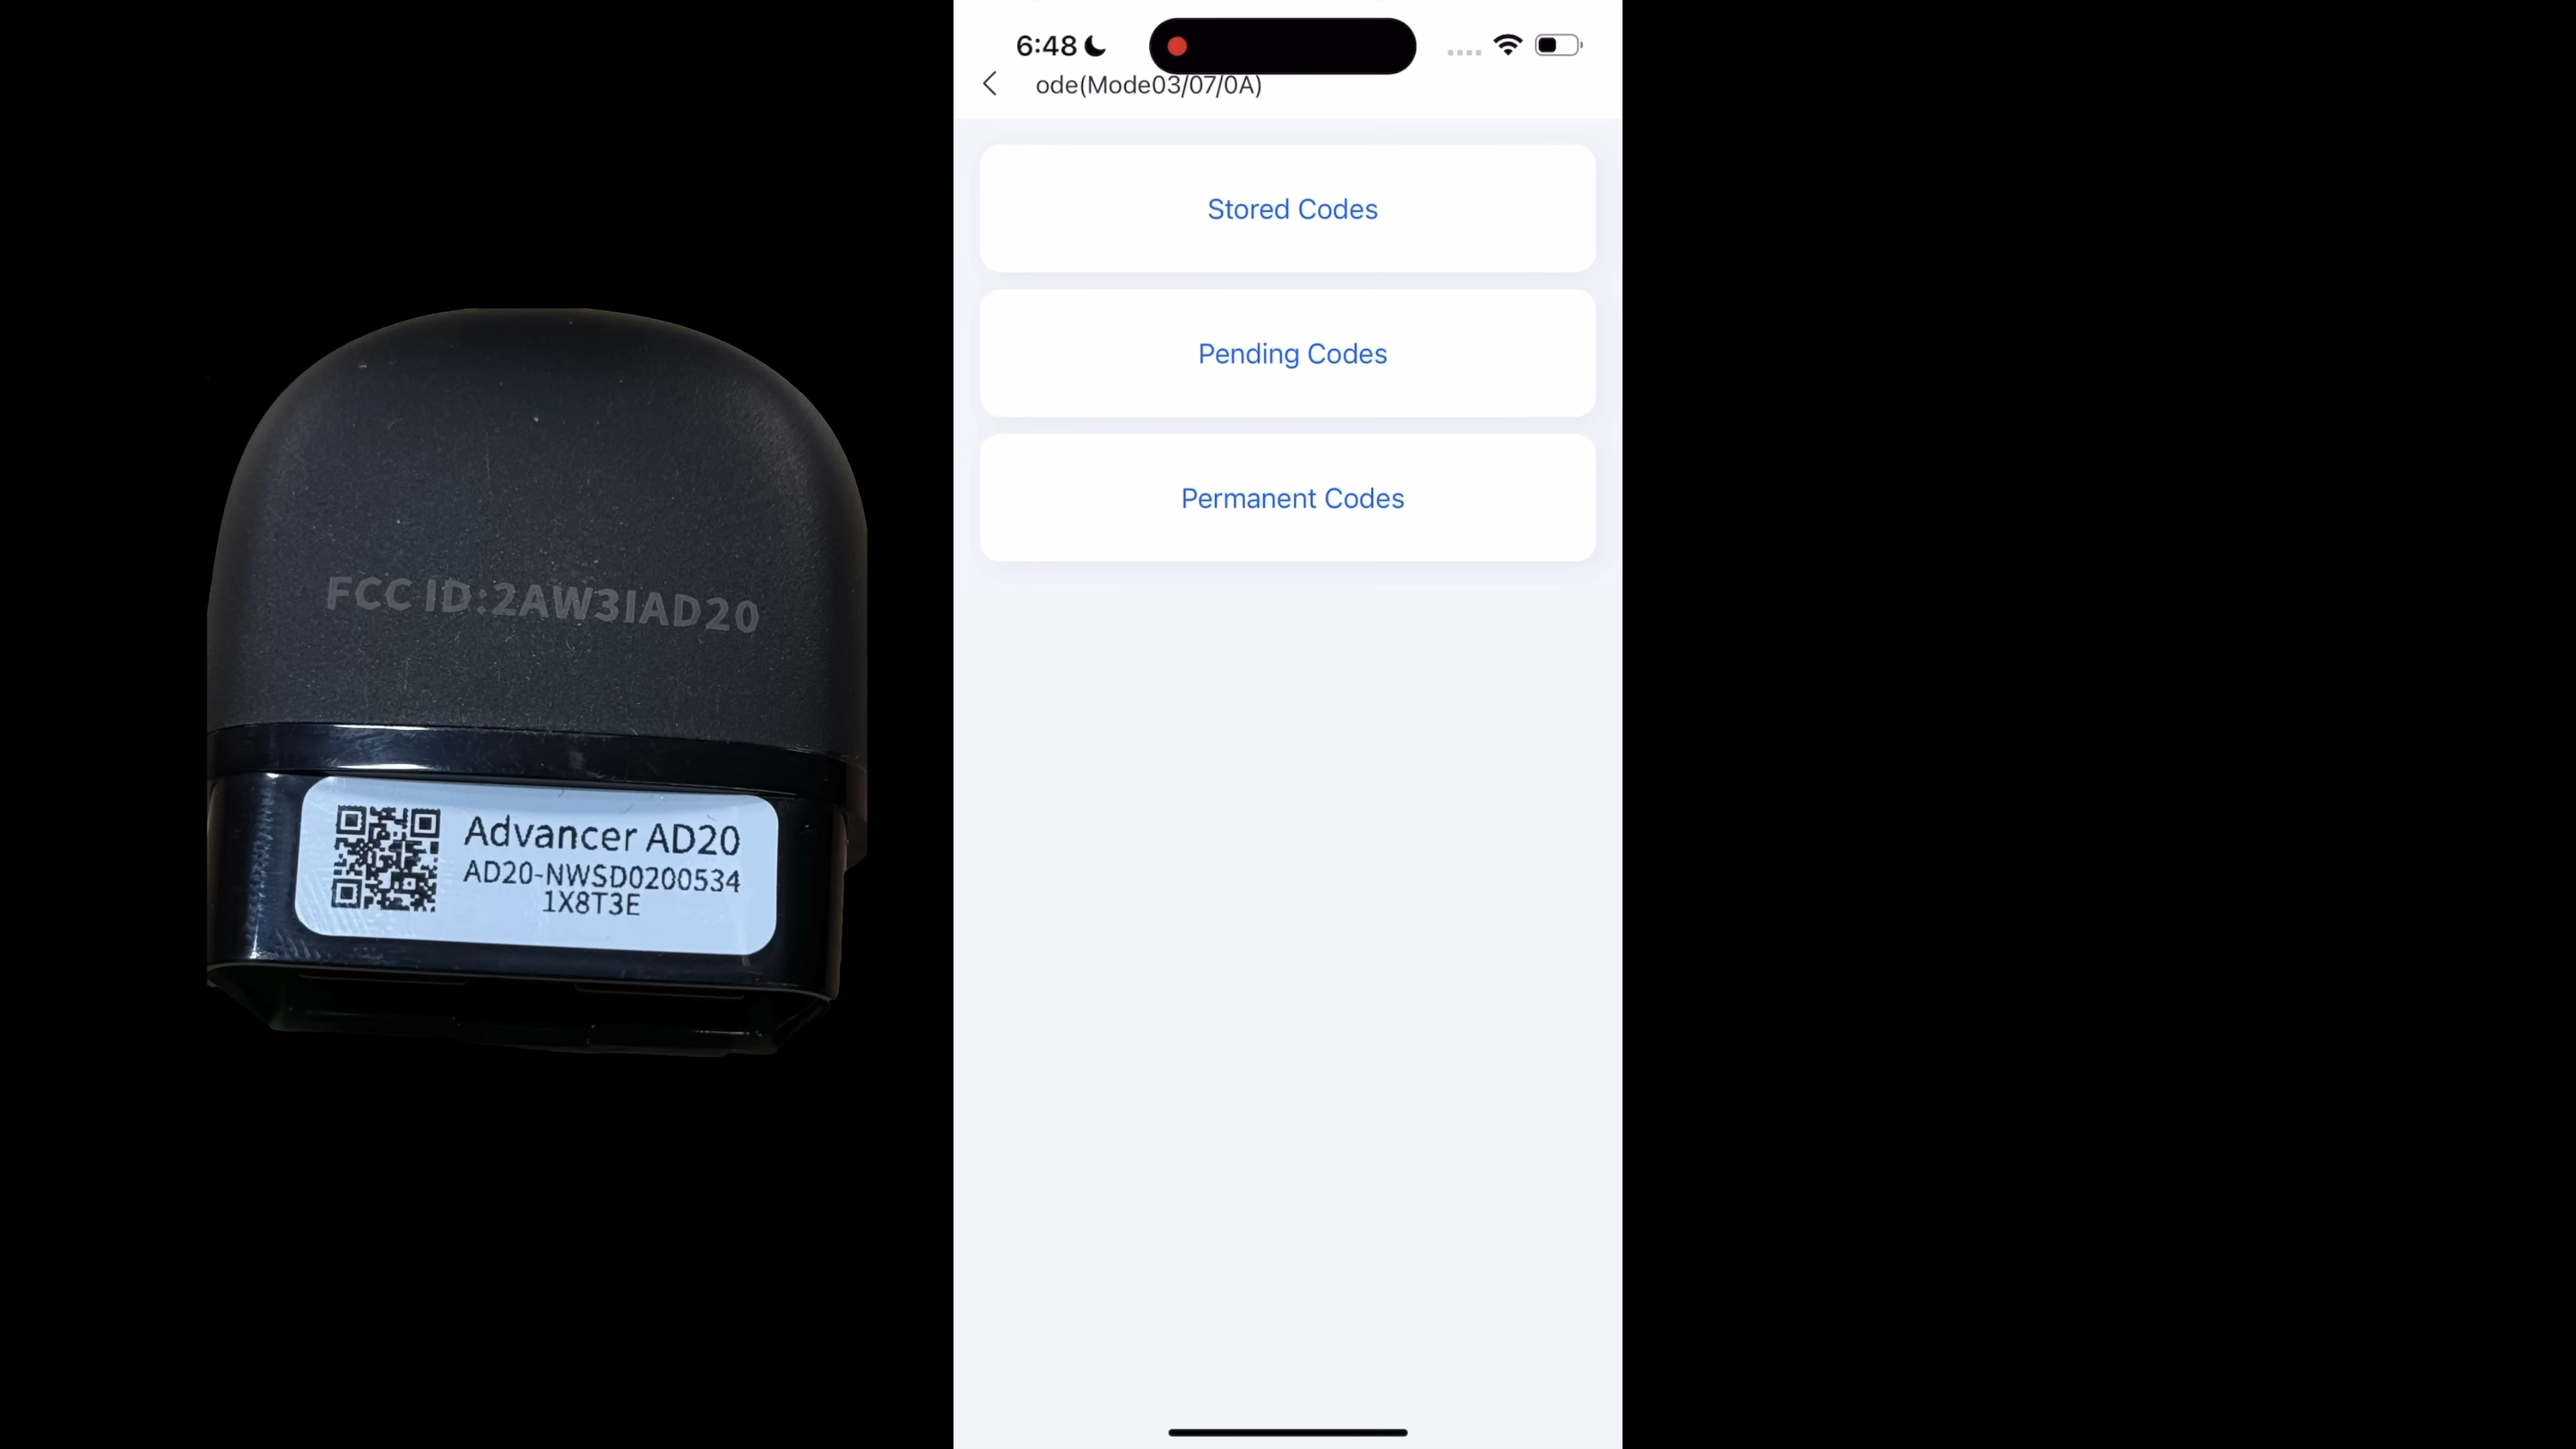 FCC ID:2AW3IAD20
Advancer AD20
AD20-NWSD0200534
1X8T3E
6:48
ode(Mode03/07/0A)
Stored Codes
Pending Codes
Permanent Codes